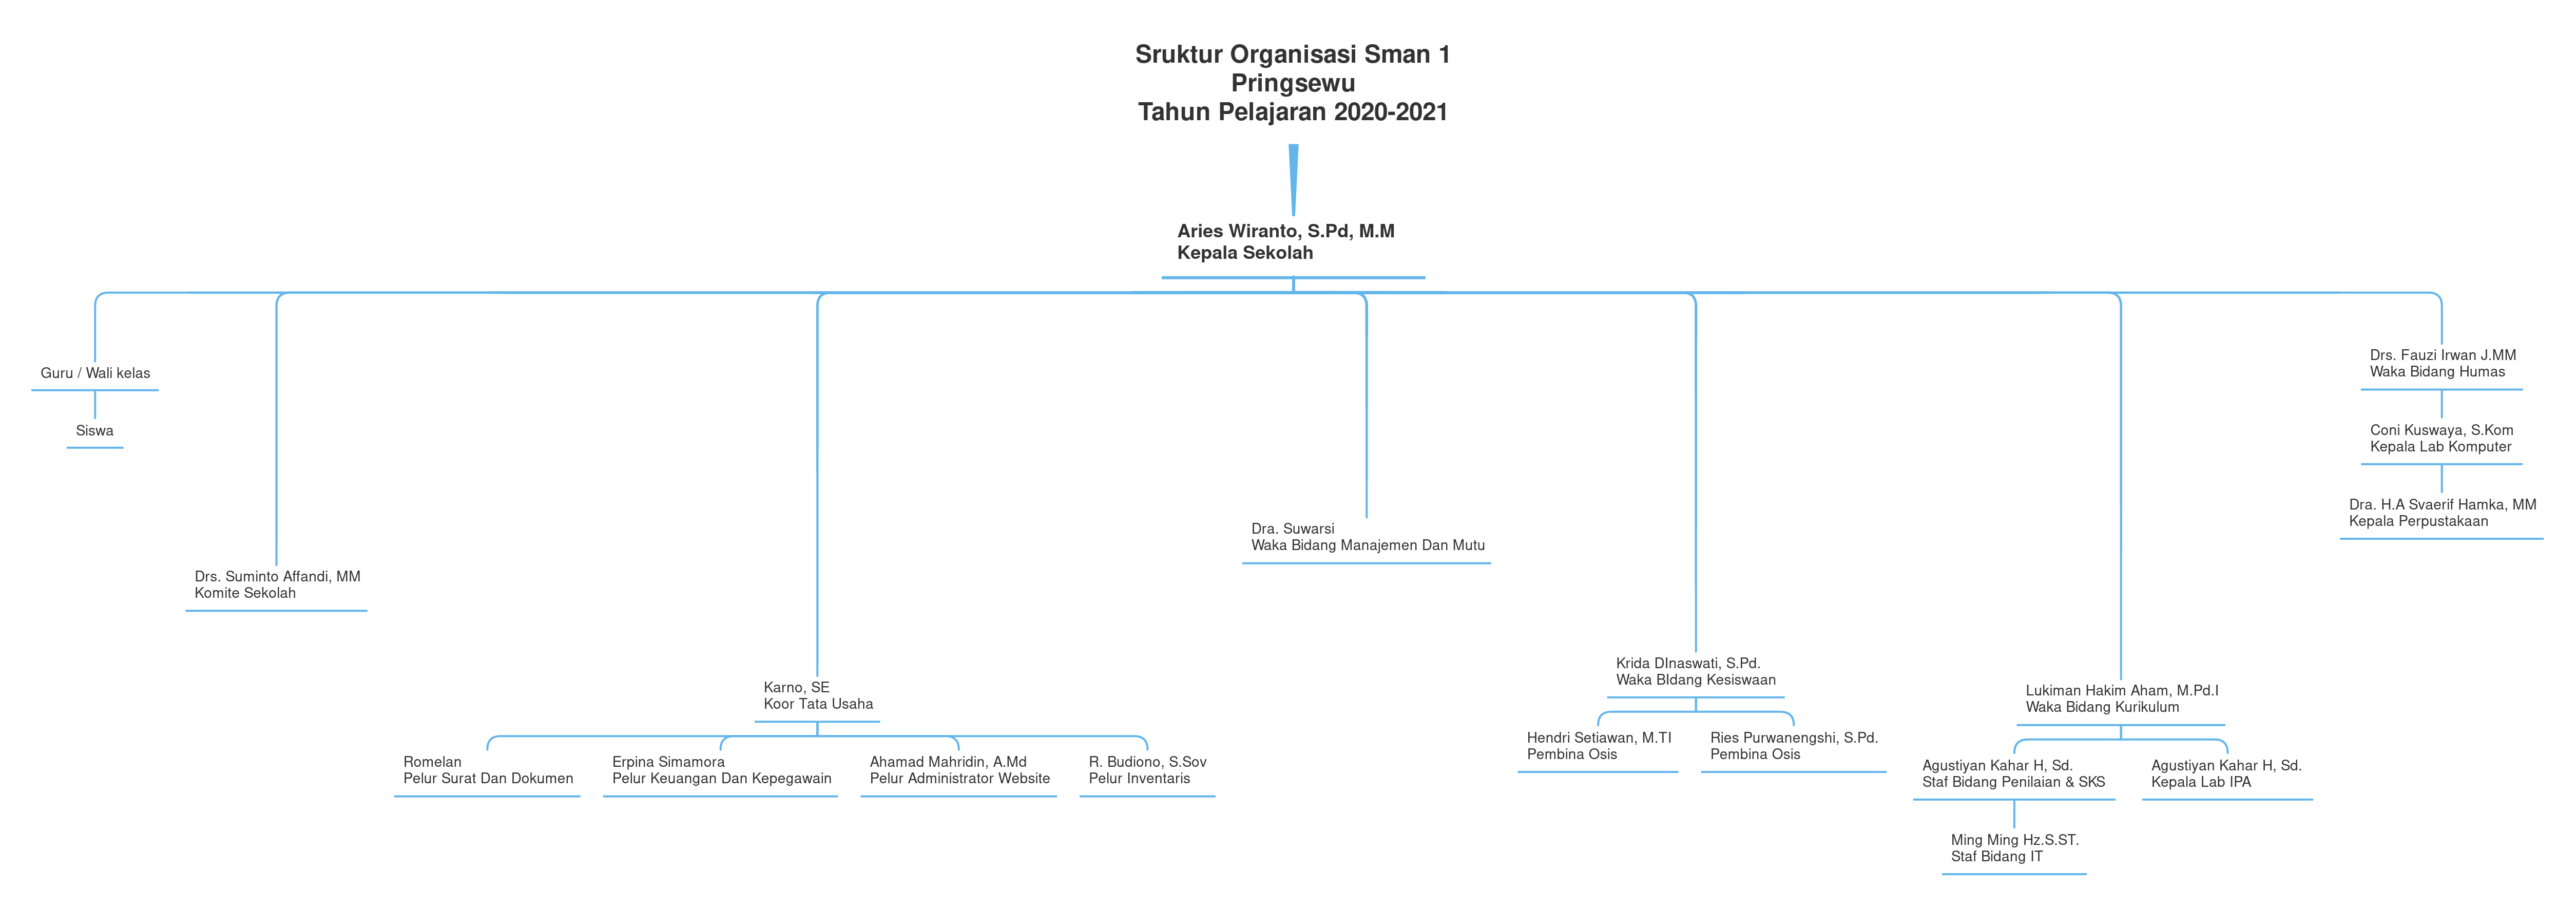 Sruktur Organisasi Sman 1
Pringsewu
Tahun Pelajaran 2020-2021
Aries Wiranto, S.Pd, M.M
Kepala Sekolah
Guru / Wali kelas
Siswa
Drs. Suminto Affandi, MM
Komite Sekolah
Karno, SE
Koor Tata Usaha
Romelan
Pelur Surat Dan Dokumen
Erpina Simamora
Pelur Keuangan Dan Kepegawain
Ahamad Mahridin, A.Md
Pelur Administrator Website
R. Budiono, S.Sov
Pelur Inventaris
Dra. Suwarsi
Waka Bidang Manajemen Dan Mutu
Krida DInaswati, S.Pd.
Waka BIdang Kesiswaan
Hendri Setiawan, M.TI
Pembina Osis
Ries Purwanengshi, S.Pd.
Pembina Osis
Lukiman Hakim Aham, M.Pd.I
Waka Bidang Kurikulum
Agustiyan Kahar H, Sd.
Staf Bidang Penilaian & SKS
Ming Ming Hz.S.ST.
Staf Bidang IT
Agustiyan Kahar H, Sd.
Kepala Lab IPA
Drs. Fauzi Irwan J.MM
Waka Bidang Humas
Coni Kuswaya, S.Kom
Kepala Lab Komputer
Dra. H.A Svaerif Hamka, MM
Kepala Perpustakaan